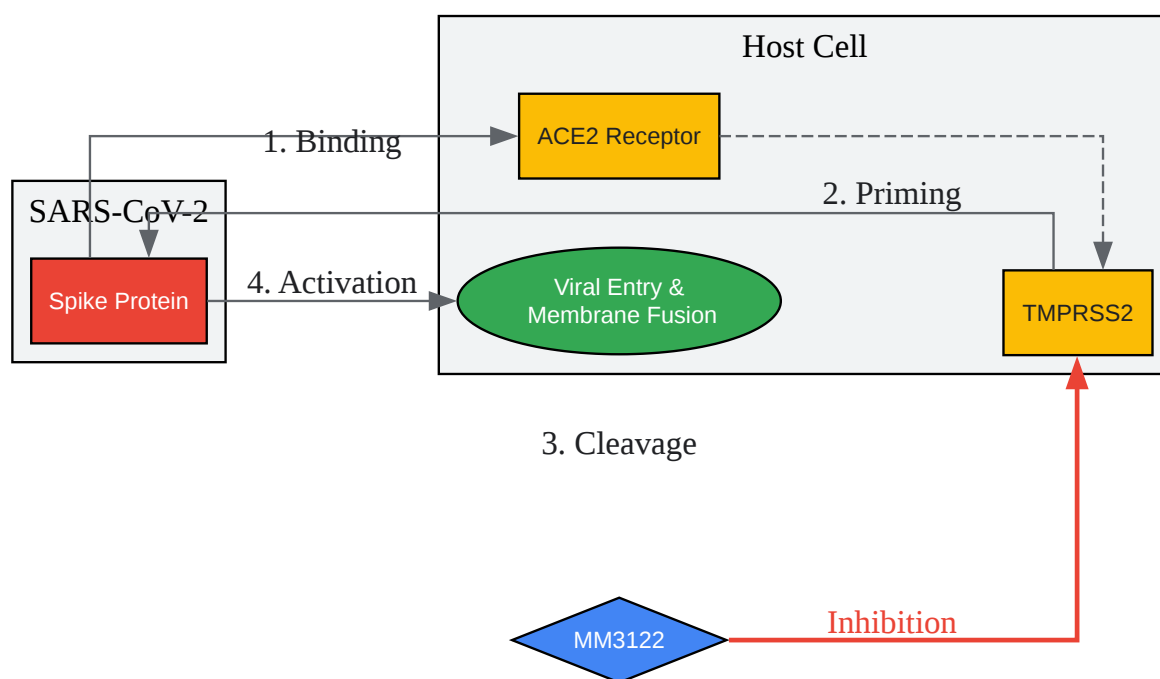 Host Cell
ACE2 Receptor
1. Binding
2. Priming
SARS-CoV-2
Spike Protein
4. Activation
Viral Entry &
Membrane Fusion
TMPRSS2
3. Cleavage
MM3122
Inhibition